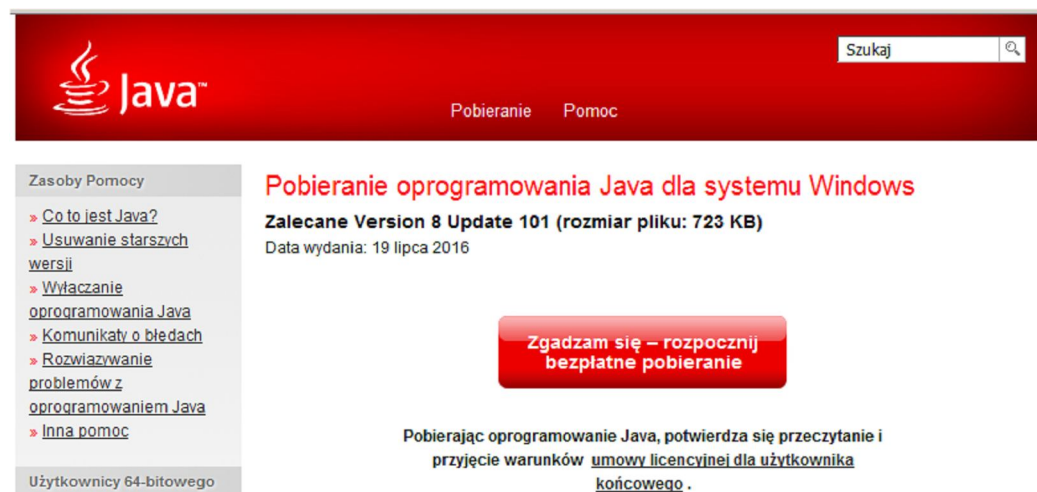 Szukaj
Java™
Pobieranie Pomoc
Zasoby Pomocy
» Co to jest Java?
» Usuwanie starszych
wersji
» Wyłączanie
oprogramowania Java
» Komunikaty o błedach
» Rozwiazywanie
problemów z
oprogramowaniem Java
» Inna pomoc
Użytkownicy 64-bitowego
Pobieranie oprogramowania Java dla systemu Windows
Zalecane Version 8 Update 101 (rozmiar pliku: 723 KB)
Data wydania: 19 lipca 2016
Zgadzam się – rozpocznij
bezpłatne pobieranie
Pobierając oprogramowanie Java, potwierdza się przeczytanie i
przyjęcie warunków umowy licencyjnej dla użytkownika
końcowego .